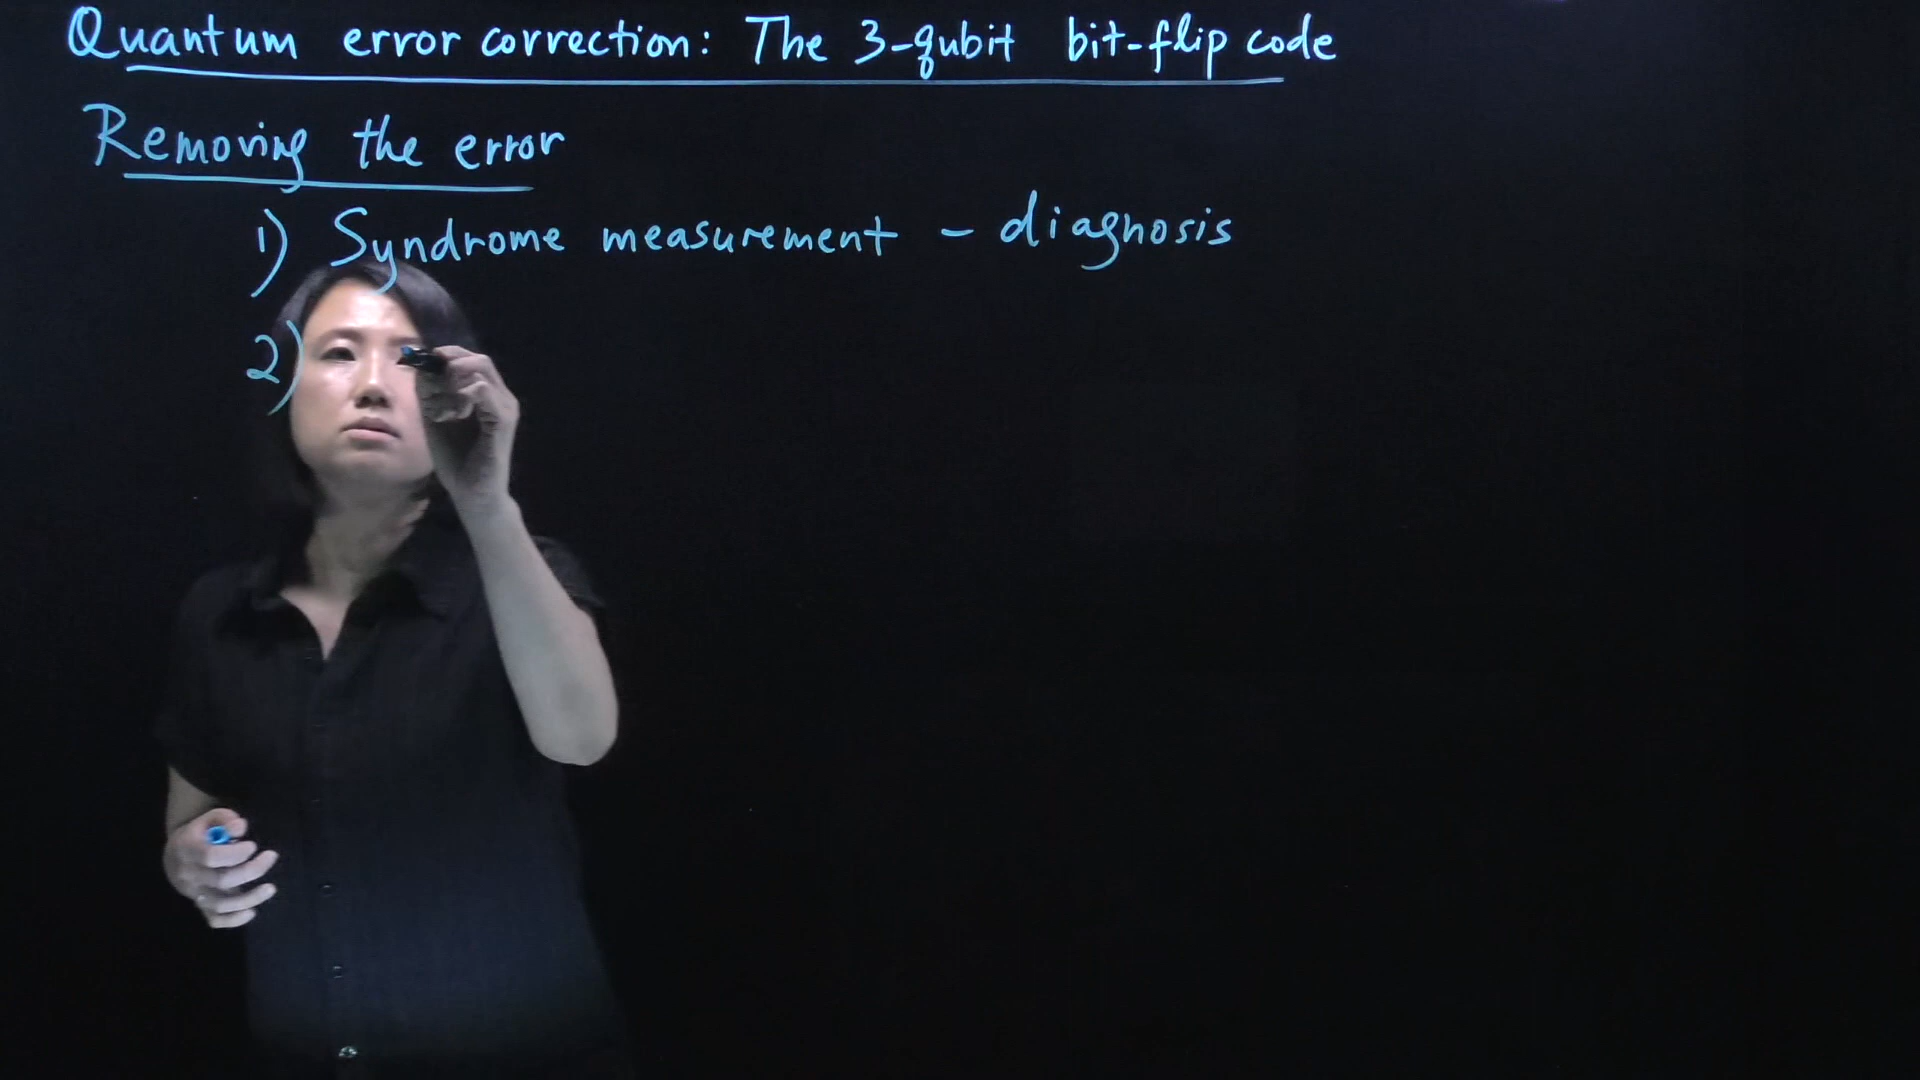 Quantum error correction: The 3-qubit bit-flip code
Removing the error
1) Syndrome measurement - diagnosis
2)